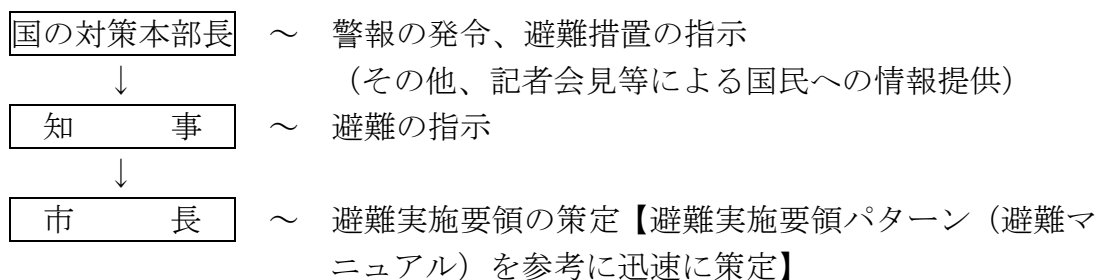 国の対策本部長 ~ 警報の発令、避難措置の指示
↓ (その他、記者会見等による国民への情報提供)
知 事 ~ 避難の指示
↓
市 長 ~ 避難実施要領の策定【避難実施要領パターン(避難マ
ニュアル)を参考に迅速に策定】